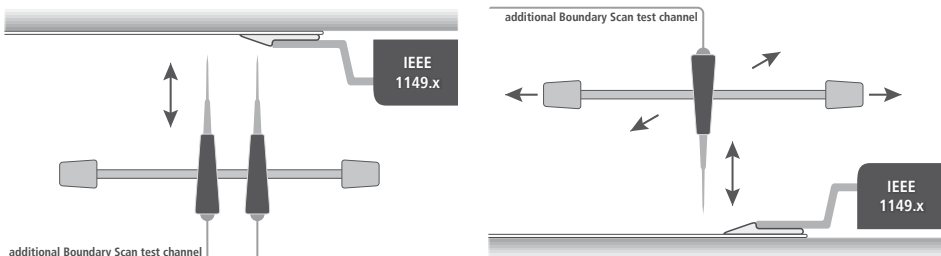 IEEE
1149.x
additional Boundary Scan test channel
additional Boundary Scan test channel
IEEE
1149.x